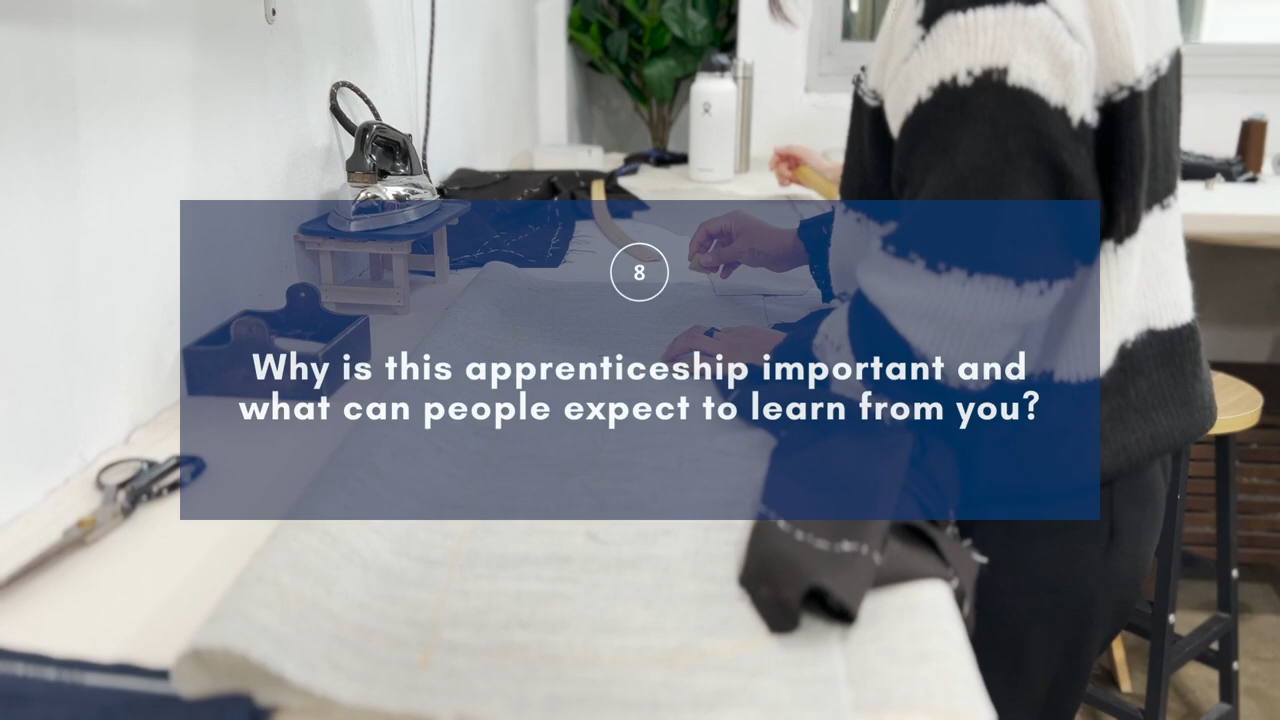 8
Why is this apprenticeship important and
what can people expect to learn from you?